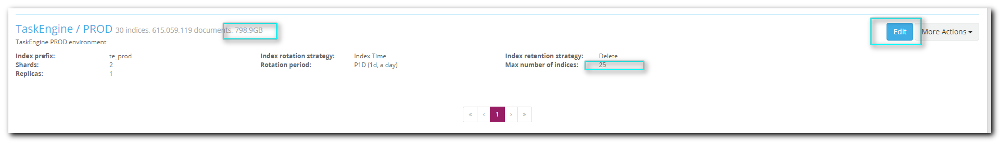 TaskEngine / PROD 30 indices, 615,059,119 documents, 798.9GB
Edit
More Actions
TaskEngine PROD environment
Index prefix: te_prod
Index rotation strategy: Index Time
Index retention strategy: Delete
Shards: 2
Rotation period: P1D (1d, a day)
Max number of indices: 25
Replicas: 1
« ‹ 1 › »